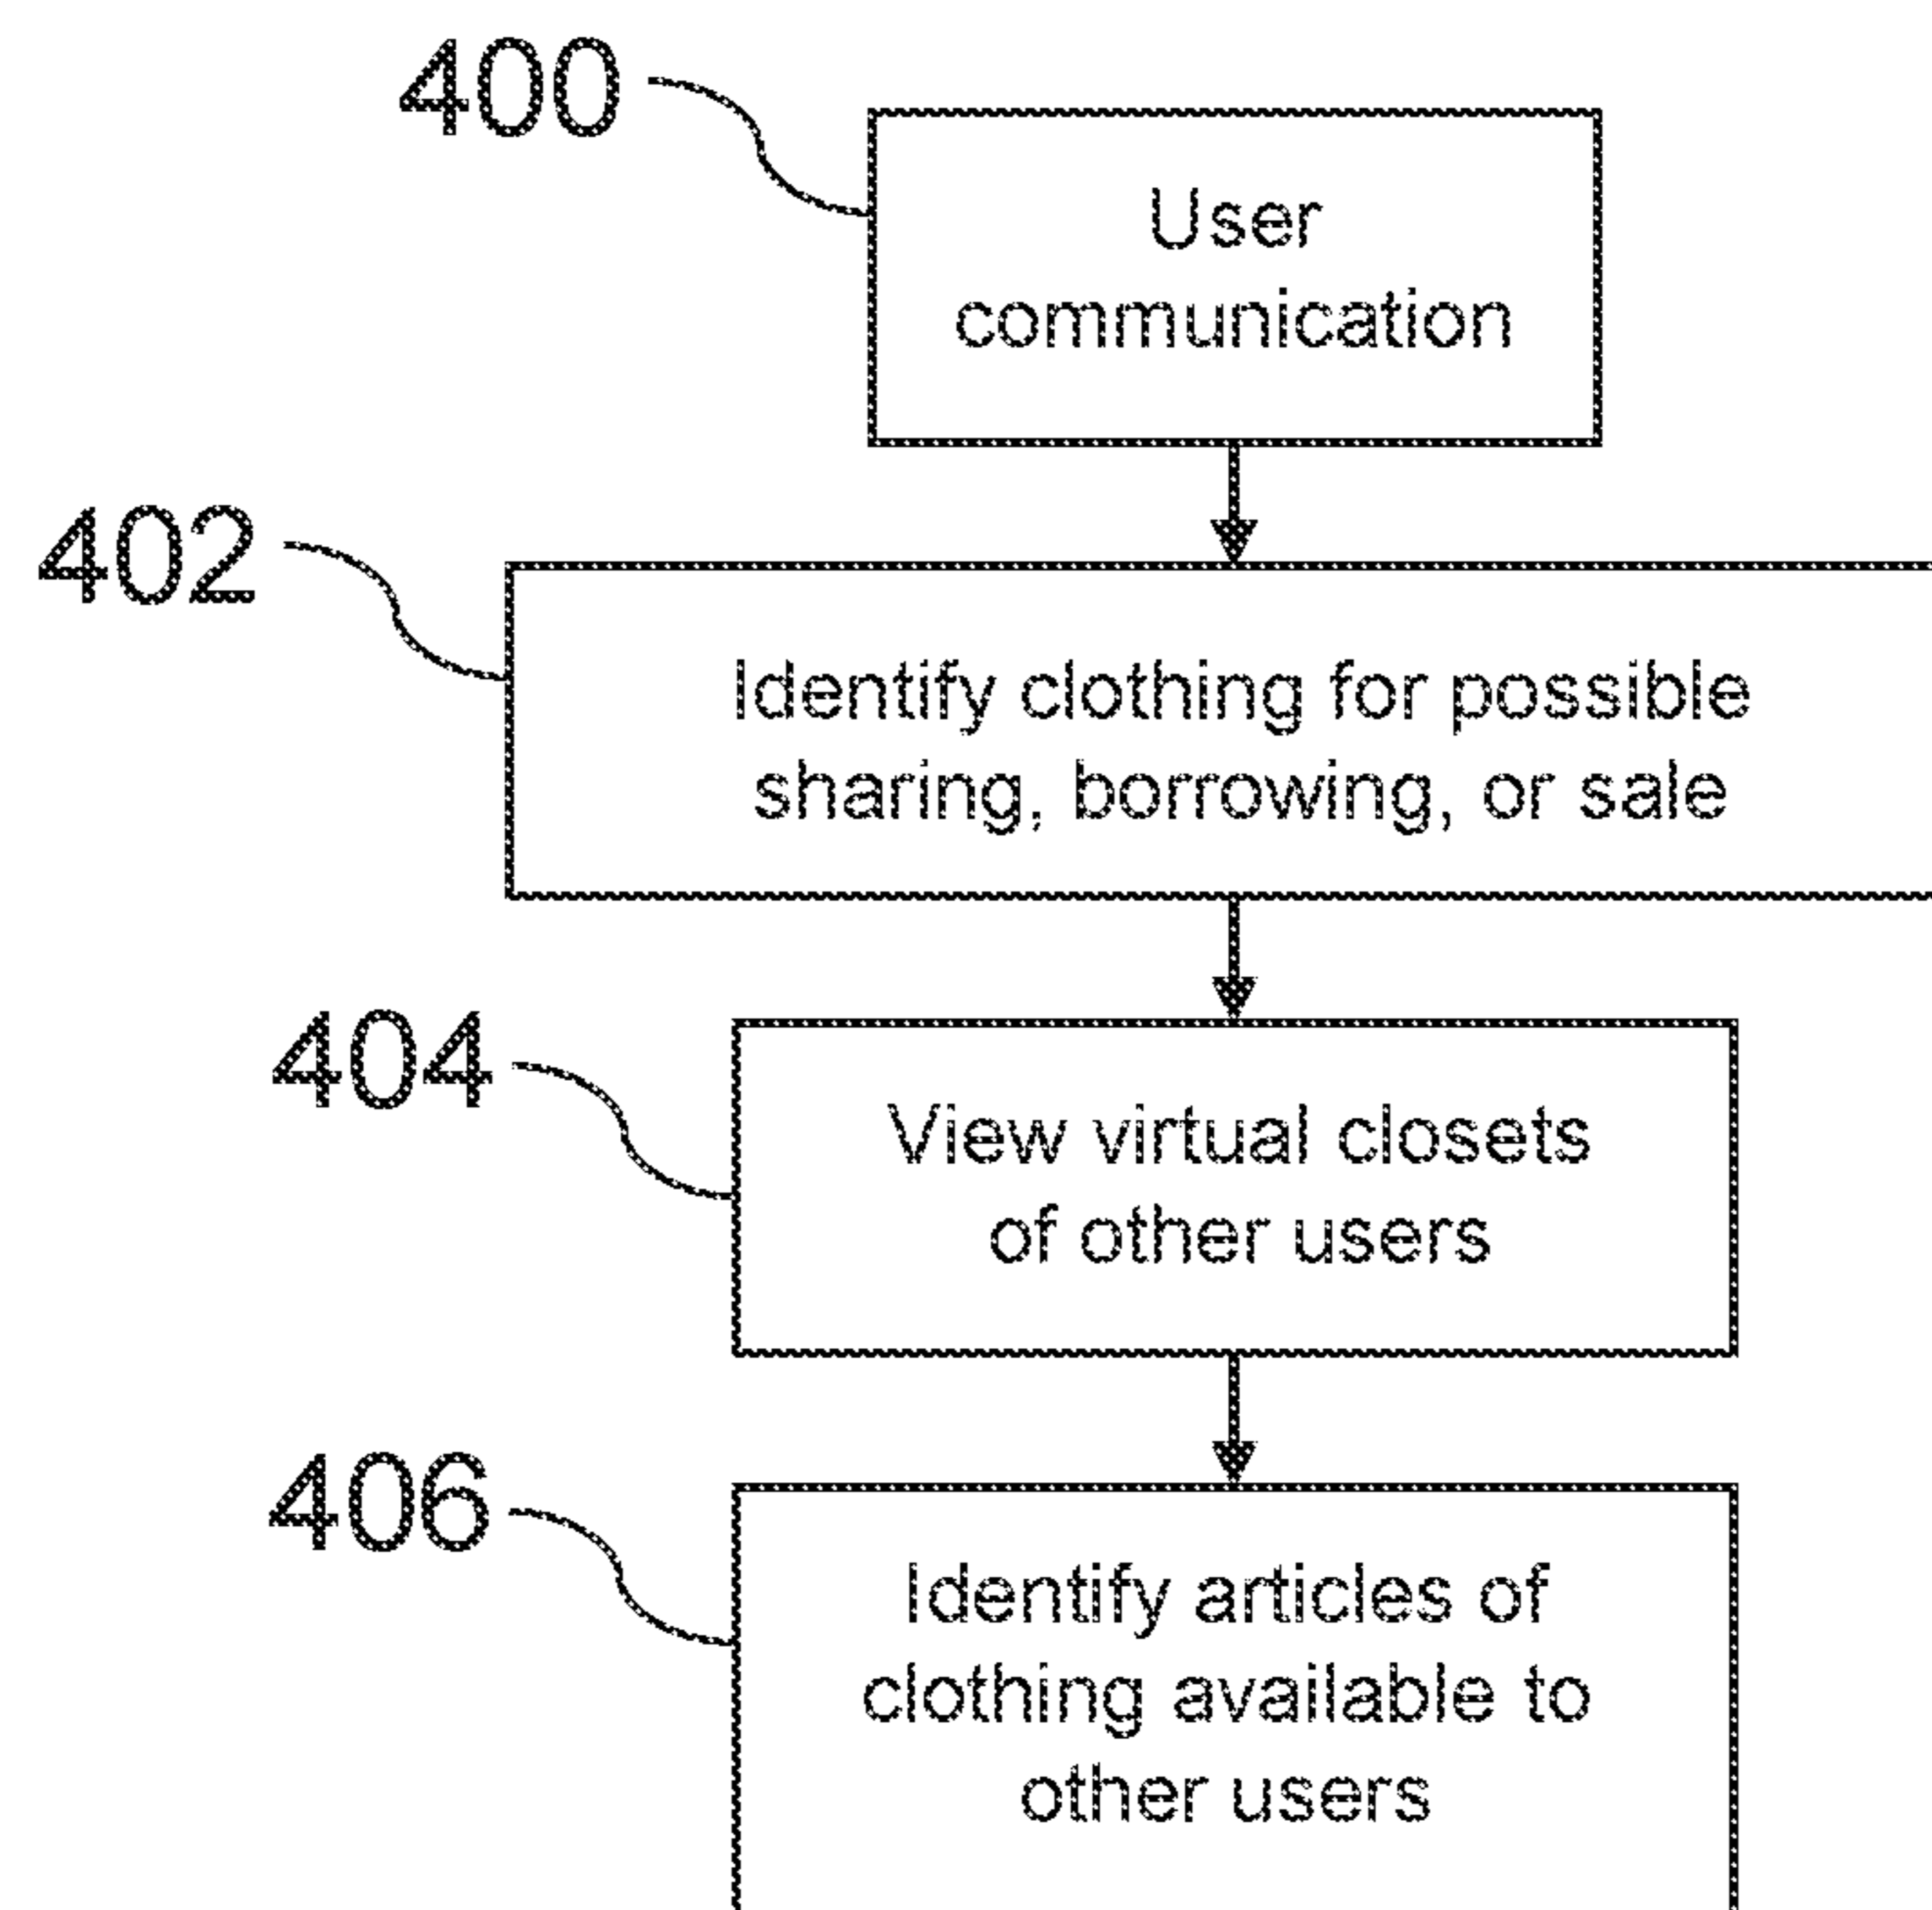 400
User
communication
402
Identify clothing for possible
sharing, borrowing, or sale
404
View virtual closets
of other users
406
Identify articles of
clothing available to
other users